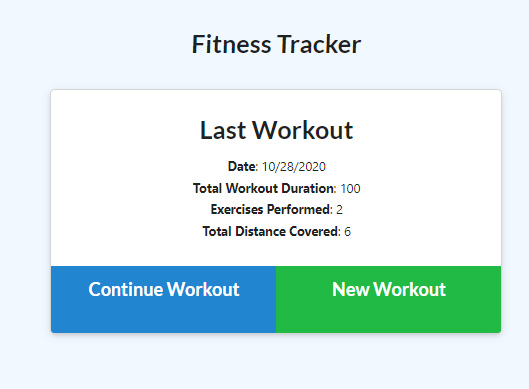 Fitness Tracker
Last Workout
Date: 10/28/2020
Total Workout Duration: 100
Exercises Performed: 2
Total Distance Covered: 6
Continue Workout
New Workout